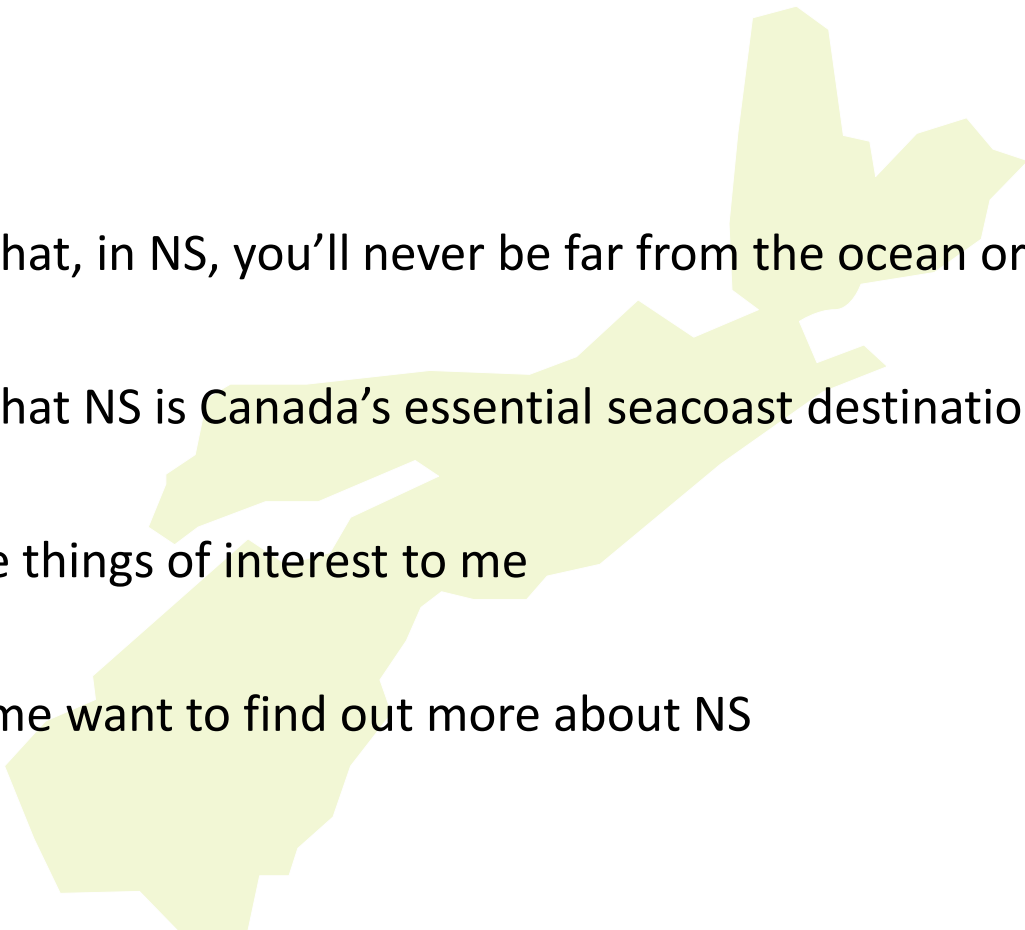 hat, in NS, you’ll never be far from the ocean or
hat NS is Canada’s essential seacoast destinatio
e things of interest to me
me want to find out more about NS